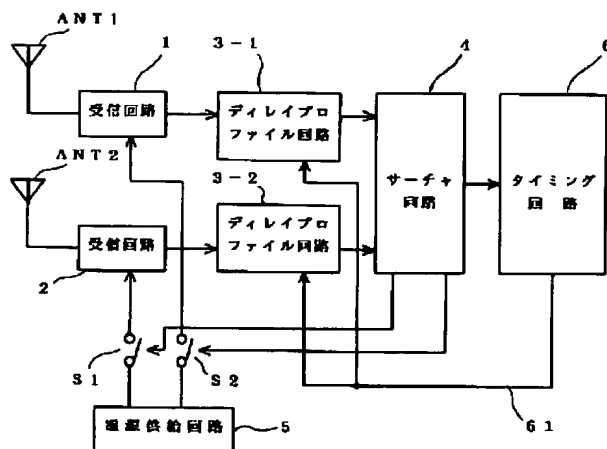 ANT1
1
3-1
4
6
受信回路
ディレイプロ
ファイル回路
サーチャ
回路
タイミング
回路
ANT2
3-2
受信回路
ディレイプロ
ファイル回路
2
S1
S2
61
電源供給回路
5